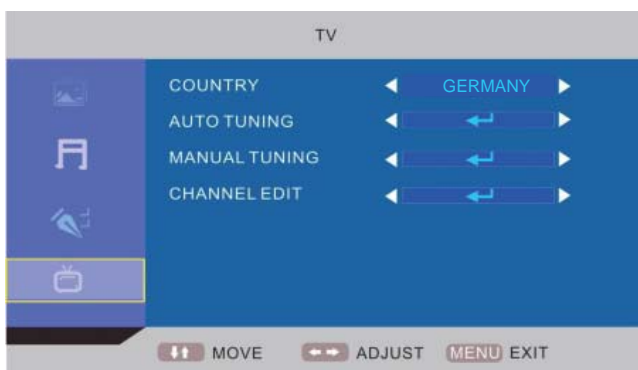 TV
COUNTRY GERMANY
AUTO TUNING
MANUAL TUNING
CHANNEL EDIT
MOVE ADJUST MENU EXIT